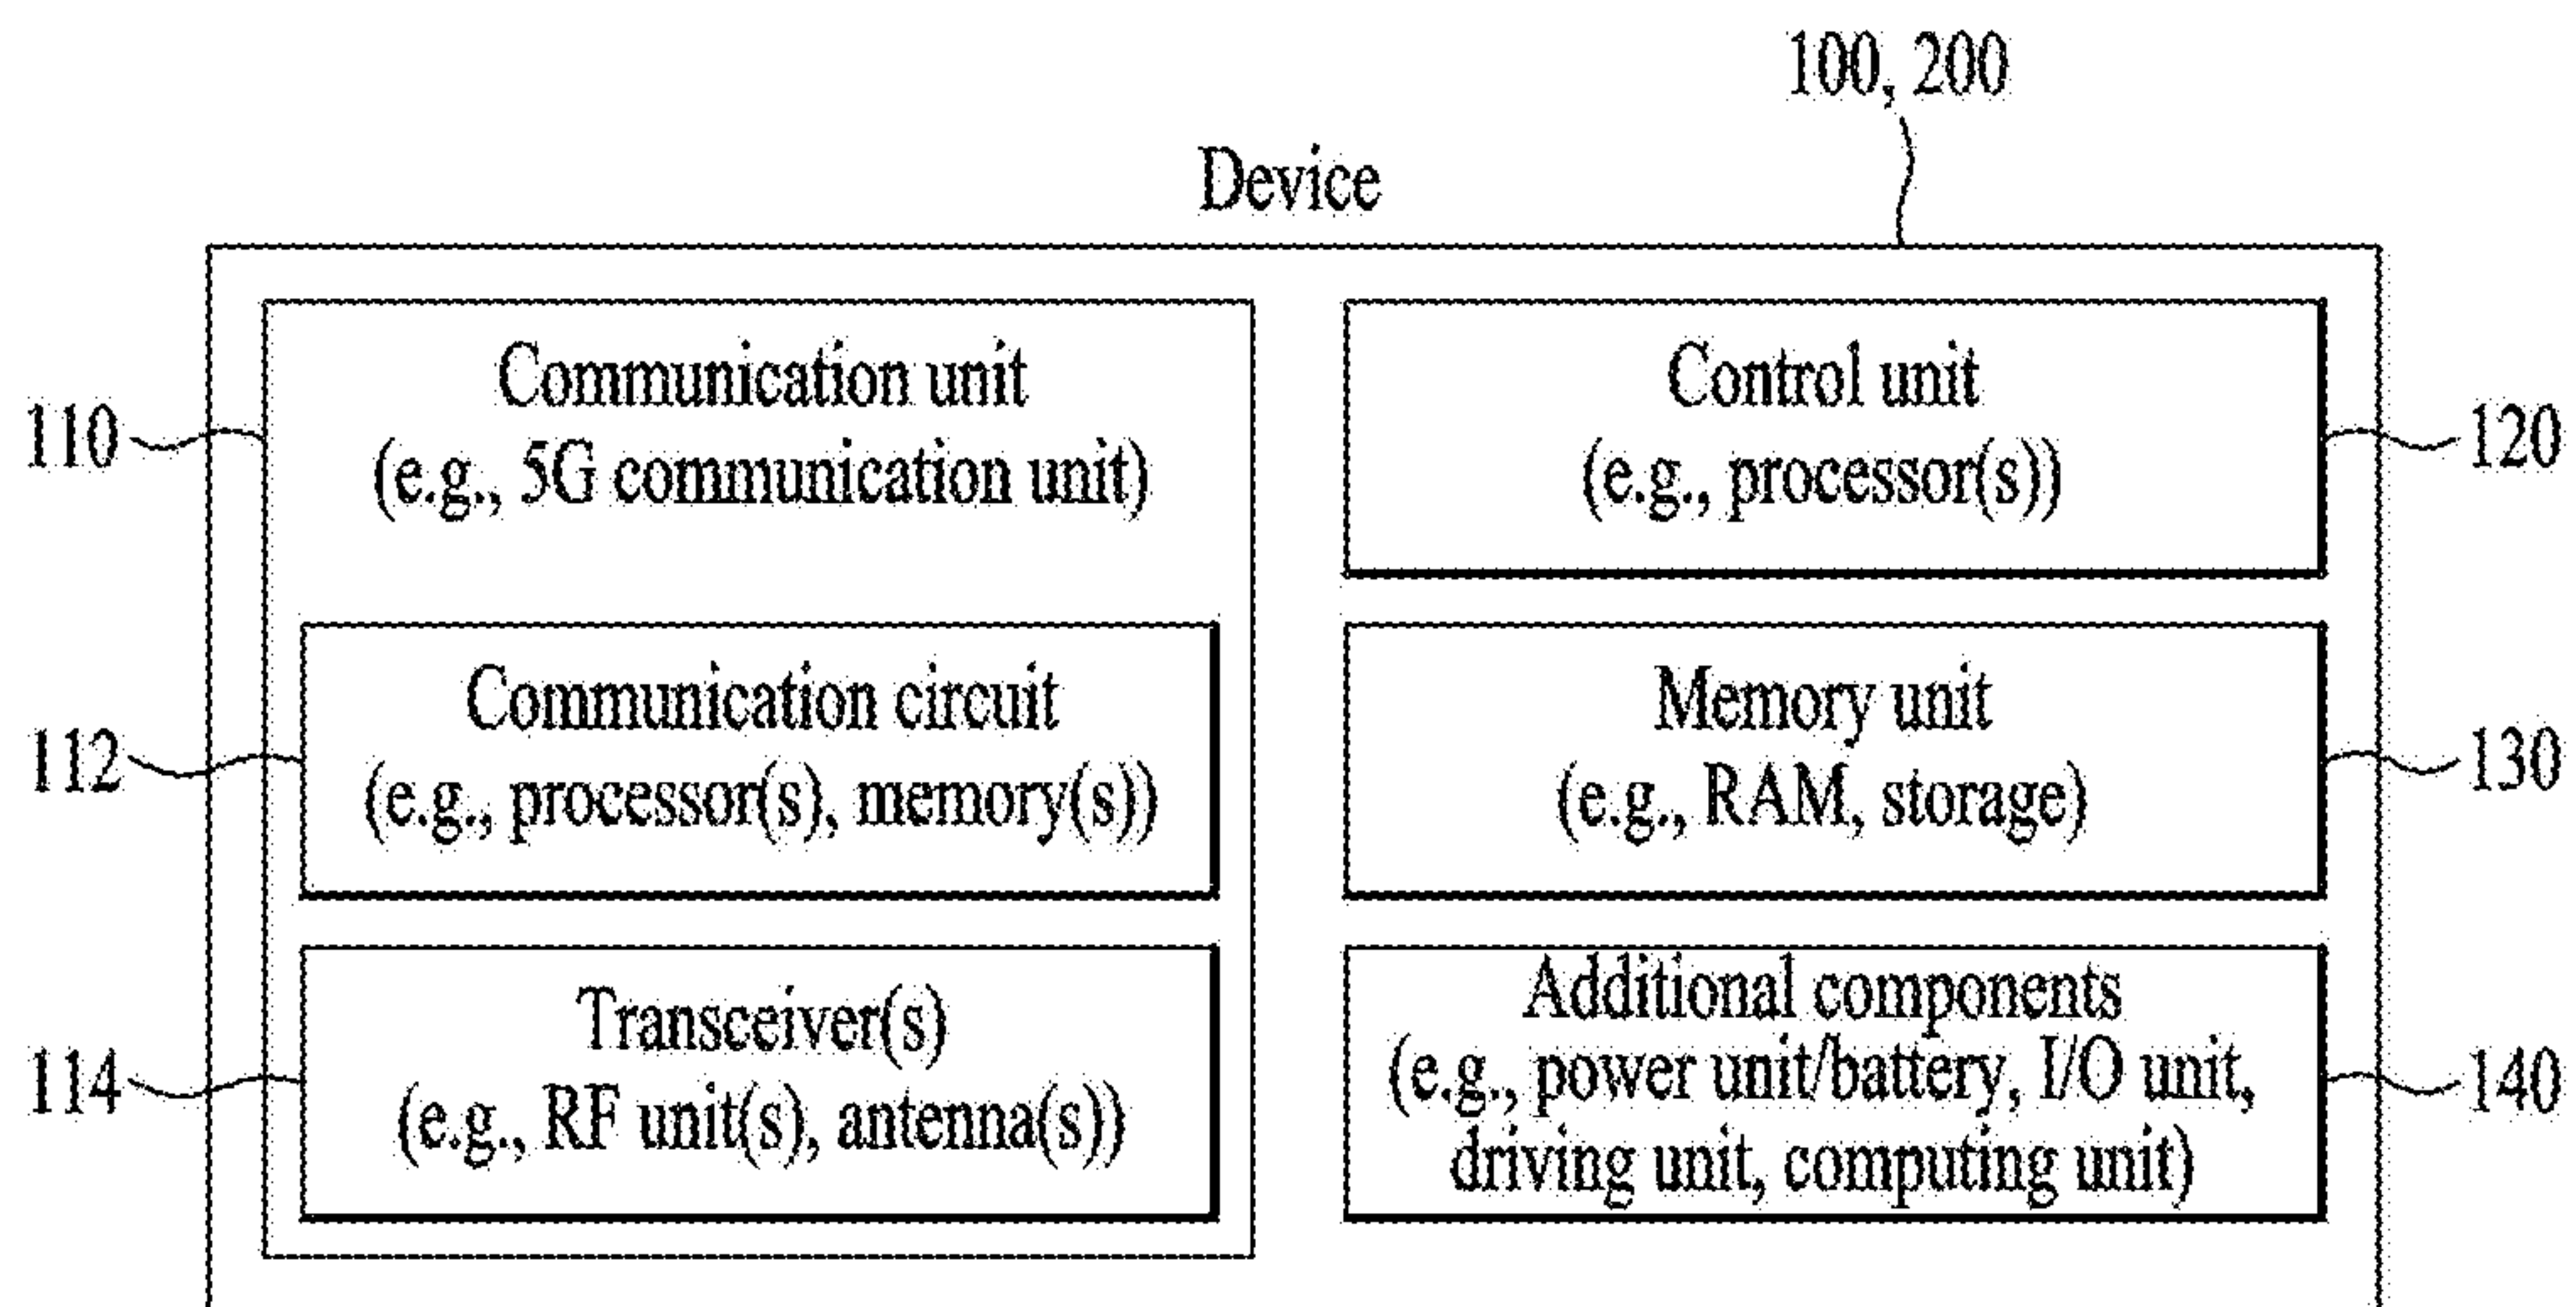 100, 200
Device
110
Communication unit
(e.g., 5G communication unit)
112
Communication circuit
(e.g., processor(s), memory(s))
114
Transceiver(s)
(e.g., RF unit(s), antenna(s))
Control unit
(e.g., processor(s))
120
Memory unit
(e.g., RAM, storage)
130
Additional components
(e.g., power unit/battery, I/O unit,
driving unit, computing unit)
140